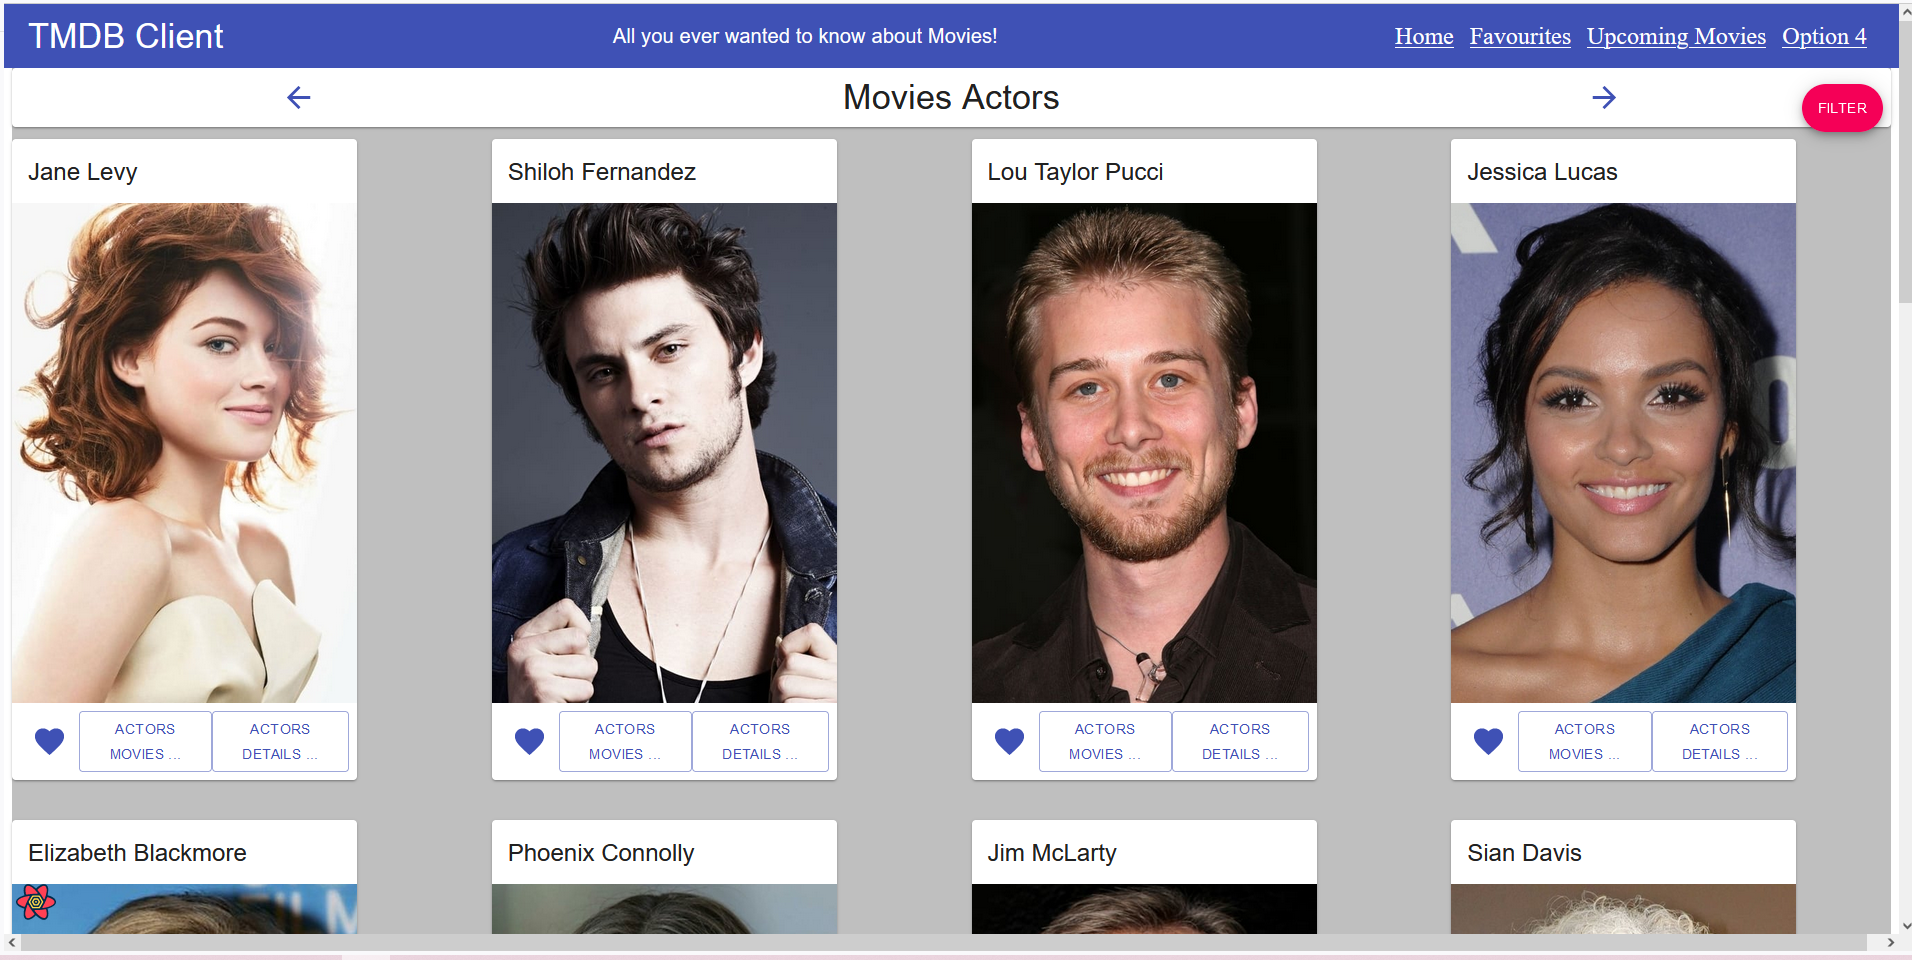 TMDB Client
All you ever wanted to know about Movies!
Home Favourites Upcoming Movies Option 4
Movies Actors
FILTER
Jane Levy
Shiloh Fernandez
Lou Taylor Pucci
Jessica Lucas
ACTORS
MOVIES ...
ACTORS
DETAILS ...
ACTORS
MOVIES ...
ACTORS
DETAILS ...
ACTORS
MOVIES ...
ACTORS
DETAILS ...
ACTORS
MOVIES ...
ACTORS
DETAILS ...
Elizabeth Blackmore
Phoenix Connolly
Jim McLarty
Sian Davis